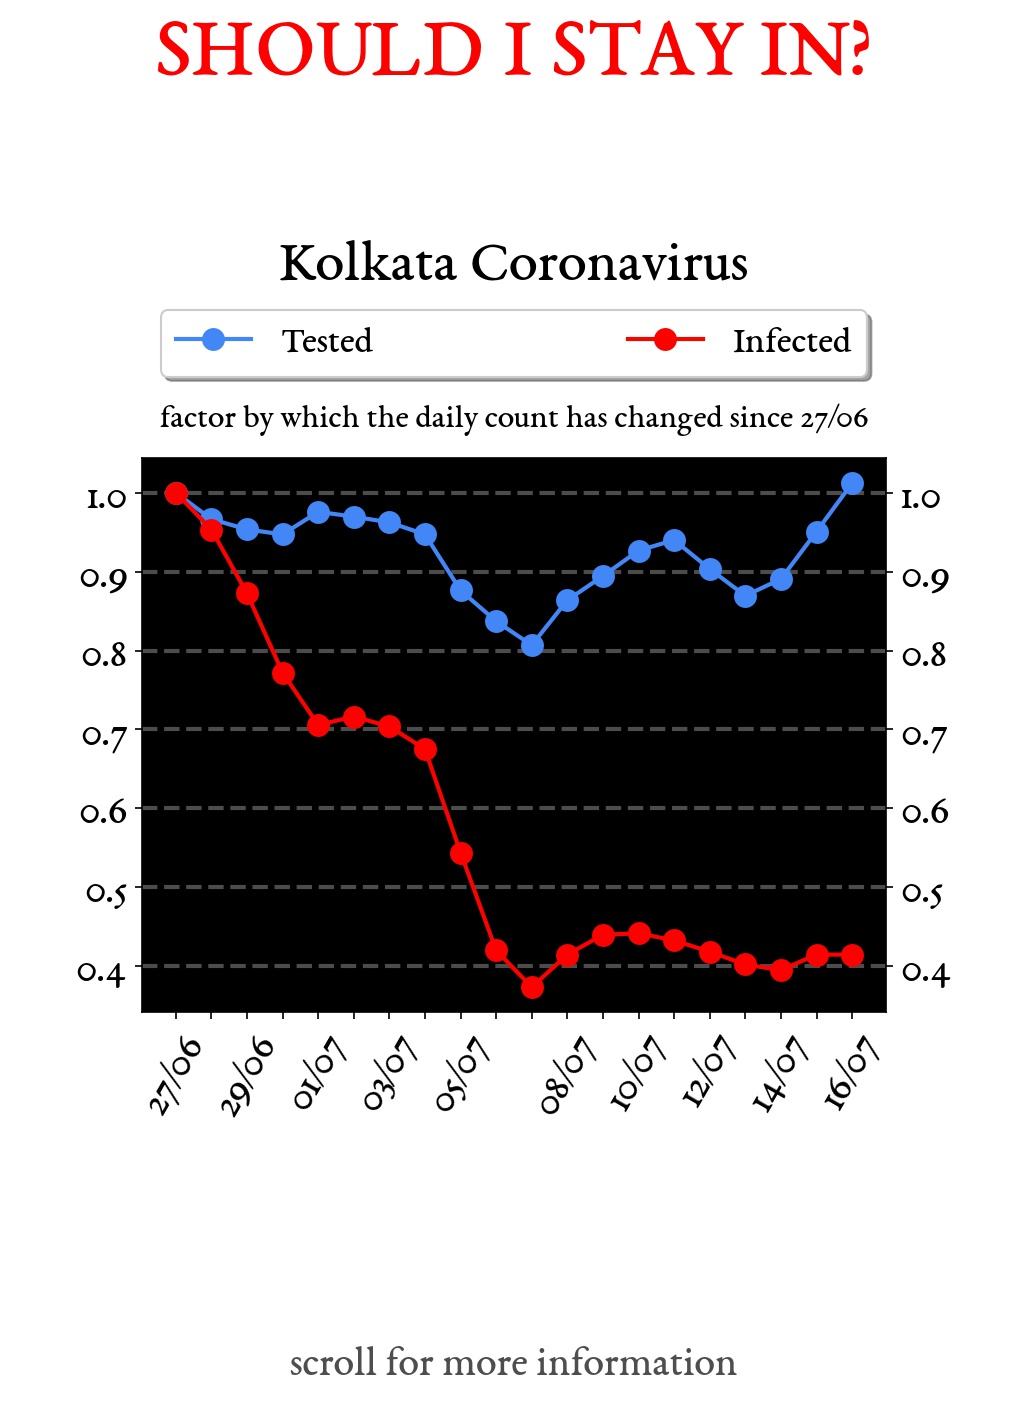 SHOULD I STAY IN?
Kolkata Coronavirus
Tested Infected
factor by which the daily count has changed since 27/06
1.0 1.0
0.9 0.9
0.8 0.8
0.7 0.7
0.6 0.6
0.5 0.5
0.4 0.4
27/06 29/06 01/07 03/07 05/07 08/07 10/07 12/07 14/07 16/07
scroll for more information